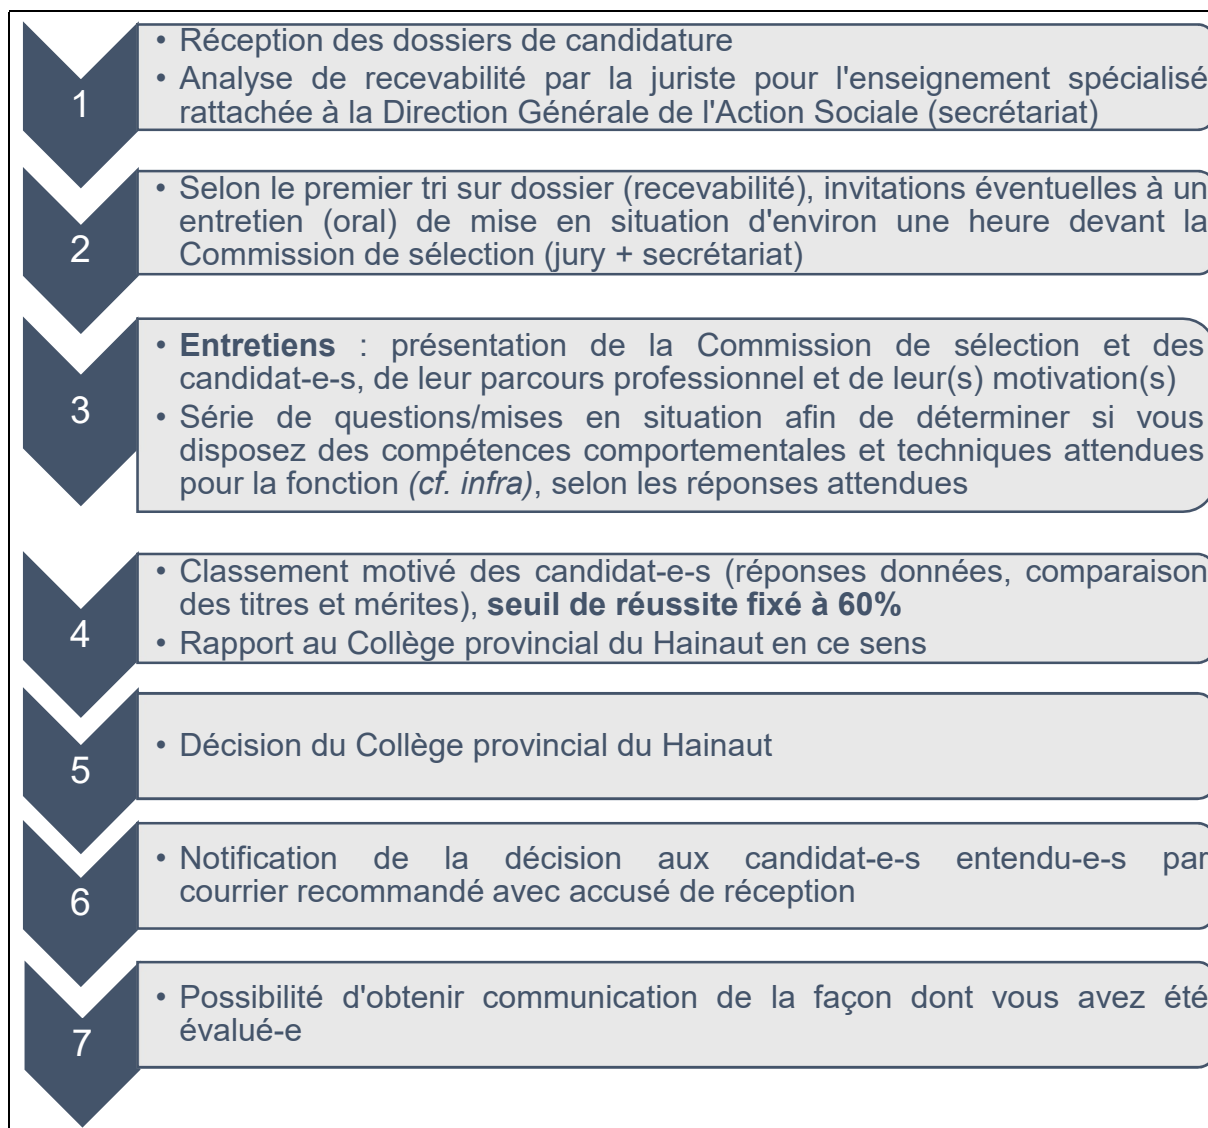 1
• Réception des dossiers de candidature
• Analyse de recevabilité par la juriste pour l'enseignement spécialisé
rattachée à la Direction Générale de l'Action Sociale (secrétariat)
2
• Selon le premier tri sur dossier (recevabilité), invitations éventuelles à un
entretien (oral) de mise en situation d'environ une heure devant la
Commission de sélection (jury + secrétariat)
3
• Entretiens : présentation de la Commission de sélection et des
candidat-e-s, de leur parcours professionnel et de leur(s) motivation(s)
• Série de questions/mises en situation afin de déterminer si vous
disposez des compétences comportementales et techniques attendues
pour la fonction (cf. infra), selon les réponses attendues
4
• Classement motivé des candidat-e-s (réponses données, comparaison
des titres et mérites), seuil de réussite fixé à 60%
• Rapport au Collège provincial du Hainaut en ce sens
5
• Décision du Collège provincial du Hainaut
6
• Notification de la décision aux candidat-e-s entendu-e-s par
courrier recommandé avec accusé de réception
7
• Possibilité d'obtenir communication de la façon dont vous avez été
évalué-e